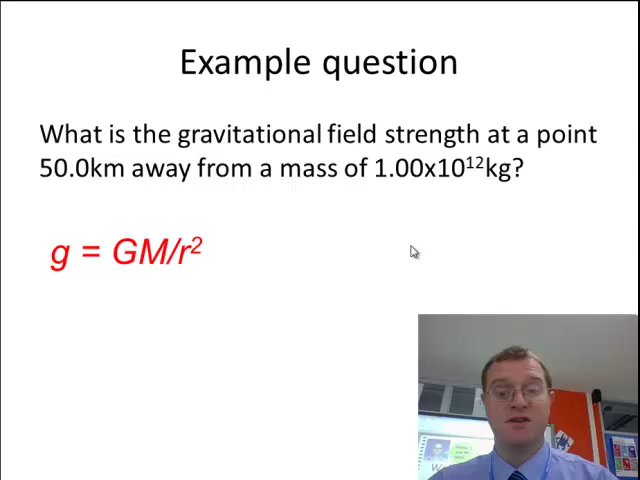 Example question
What is the gravitational field strength at a point
50.0km away from a mass of 1.00x10¹²kg?
g = GM/r²